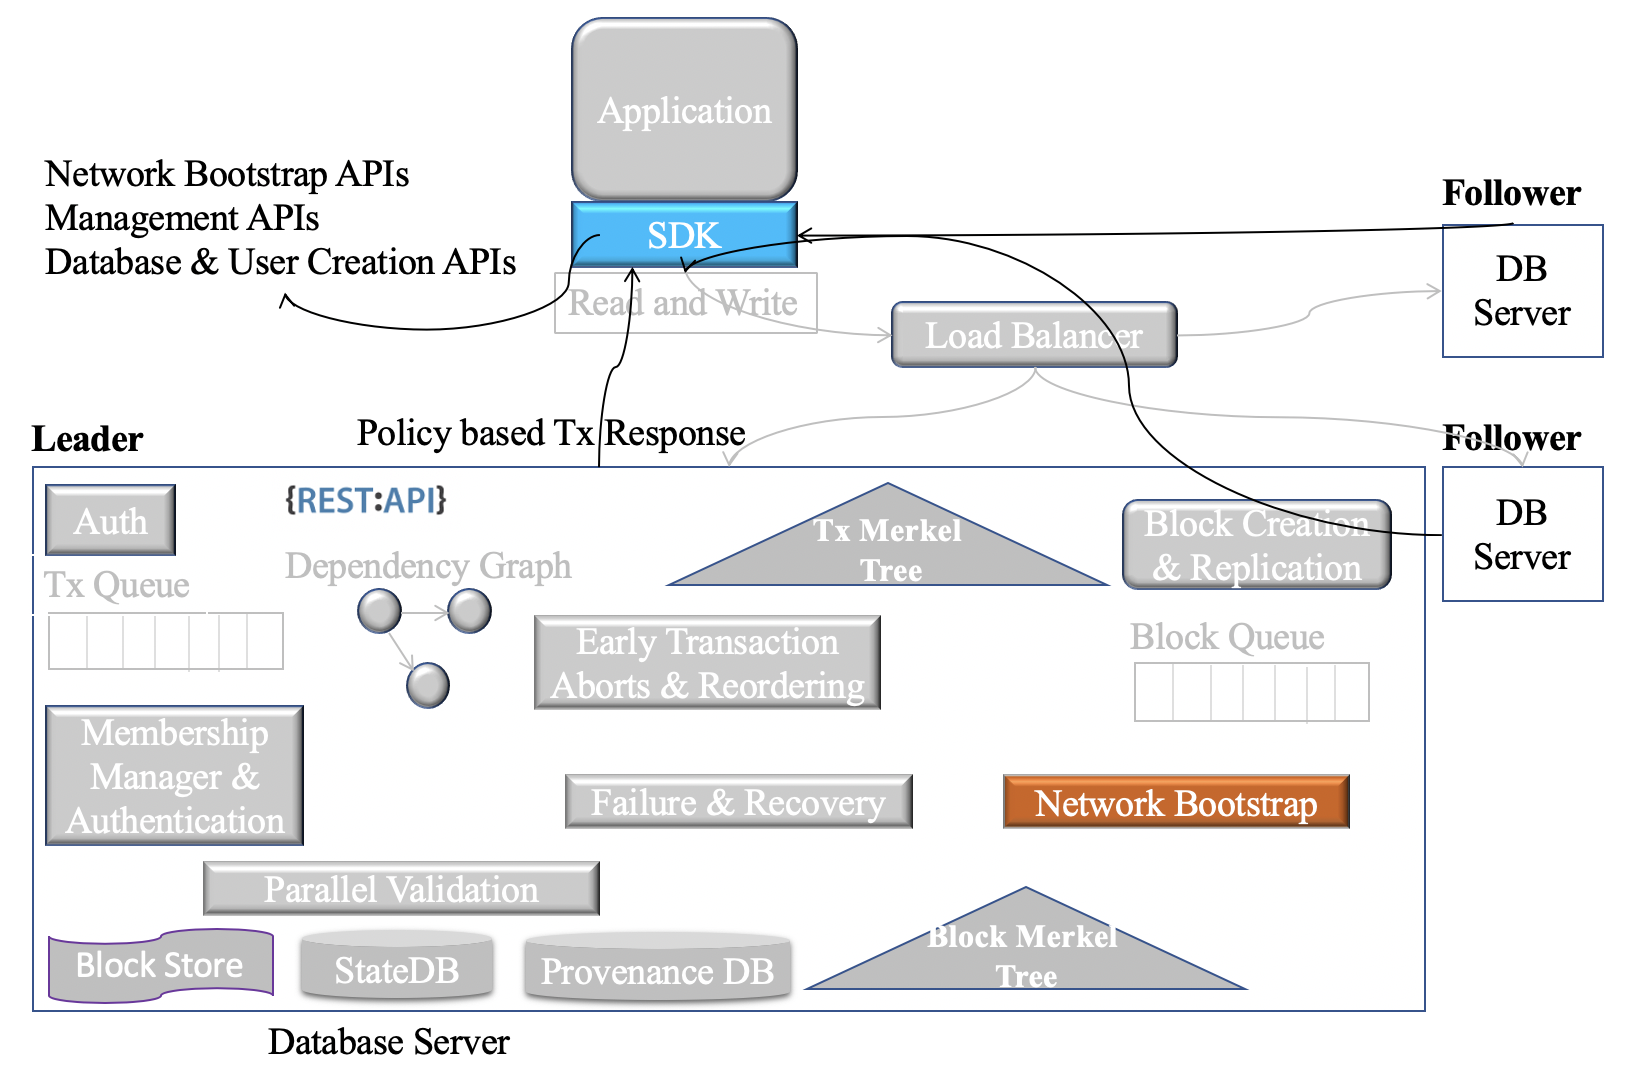 Application
Network Bootstrap APIs
Management APIs
Database & User Creation APIs
SDK
Read and Write
Load Balancer
Follower
DB
Server
Leader
Policy based Tx Response
Follower
DB
Server
Auth
{REST:API}
Tx Merkel
Tree
Block Creation
& Replication
Tx Queue
Dependency Graph
Early Transaction
Aborts & Reordering
Block Queue
Membership
Manager &
Authentication
Failure & Recovery
Network Bootstrap
Parallel Validation
Block Store
StateDB
Provenance DB
Block Merkel
Tree
Database Server